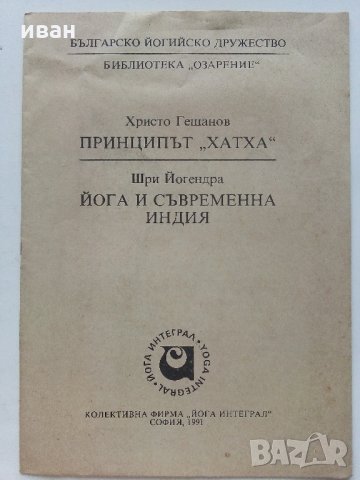 иван
БЪЛГАРСКО ЙОГИЙСКО ДРУЖЕСТВО
БИБЛИОТЕКА „ОЗАРЕНИЕ“
Христо Гешанов
ПРИНЦИПЪТ „ХАТХА“
Шри Йогендра
ЙОГА И СЪВРЕМЕННА
ИНДИЯ
ЙОГА ИНТЕГРАЛ • YOGA INTEGRAL •
КОЛЕКТИВНА ФИРМА „ЙОГА ИНТЕГРАЛ“
СОФИЯ, 1991
BAZAR